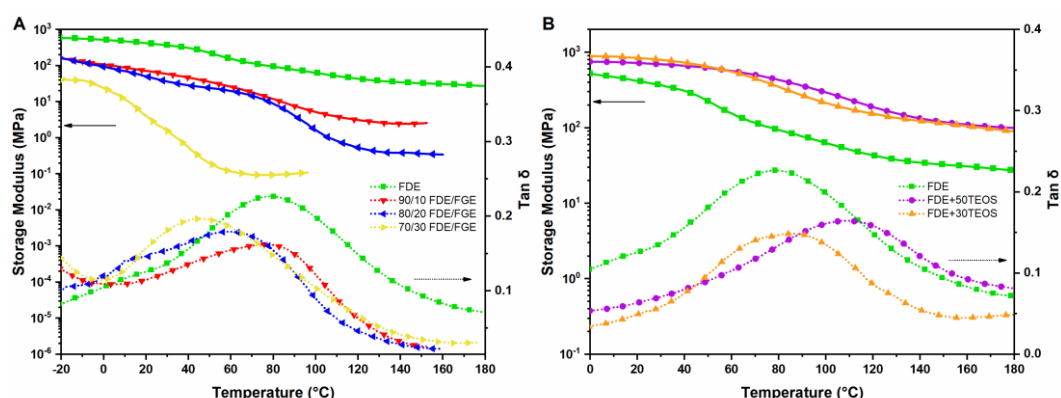 A
Storage Modulus (MPa)
10³
10²
10¹
10⁰
10⁻¹
10⁻²
10⁻³
10⁻⁴
10⁻⁵
10⁻⁶
-20 0 20 40 60 80 100 120 140 160 180
Temperature (°C)
0.4
0.3
0.2
0.1
Tan δ
FDE
90/10 FDE/FGE
80/20 FDE/FGE
70/30 FDE/FGE
B
Storage Modulus (MPa)
10³
10²
10¹
10⁰
10⁻¹
0 20 40 60 80 100 120 140 160 180
Temperature (°C)
0.4
0.3
0.2
0.1
0.0
Tan δ
FDE
FDE+50TEOS
FDE+30TEOS